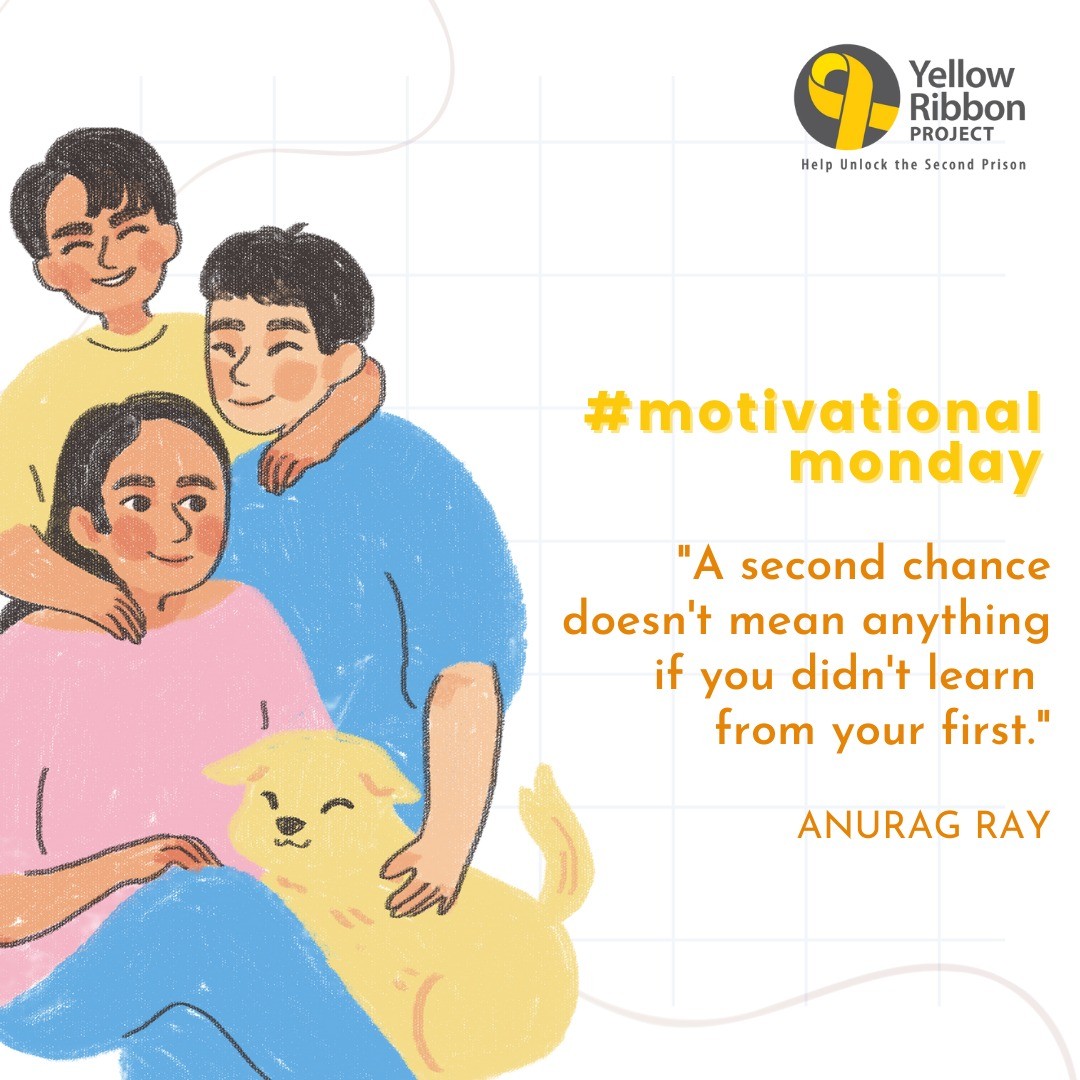 Yellow
Ribbon
PROJECT
Help Unlock the Second Prison
#motivational
monday
"A second chance
doesn't mean anything
if you didn't learn
from your first."
ANURAG RAY